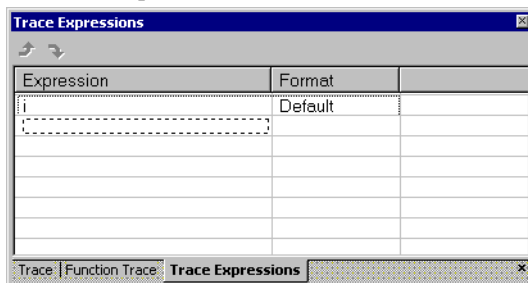 Trace Expressions
Expression Format
i Default
Trace Function Trace Trace Expressions